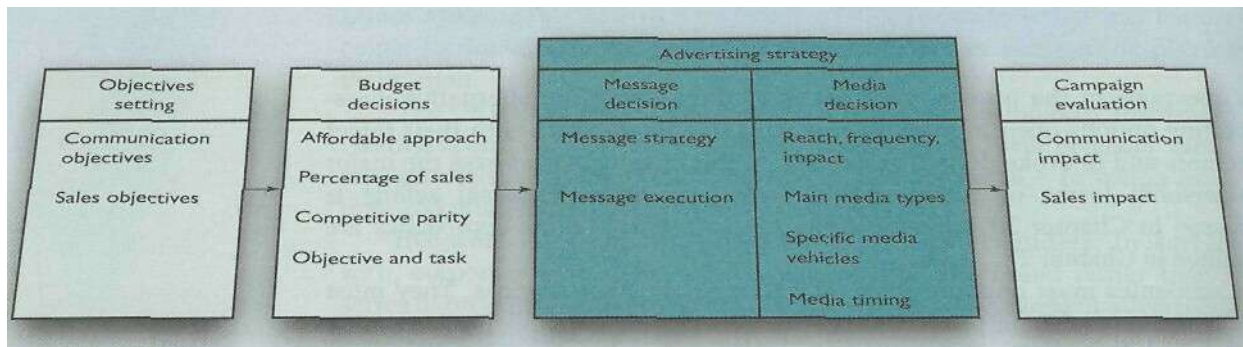 Objectives
setting
Communication
objectives
Sales objectives
Budget
decisions
Affordable approach
Percentage of sales
Competitive parity
Objective and task
Advertising strategy
Message
decision
Message strategy
Message execution
Media
decision
Reach, frequency,
impact
Main media types
Specific media
vehicles
Media timing
Campaign
evaluation
Communication
impact
Sales impact